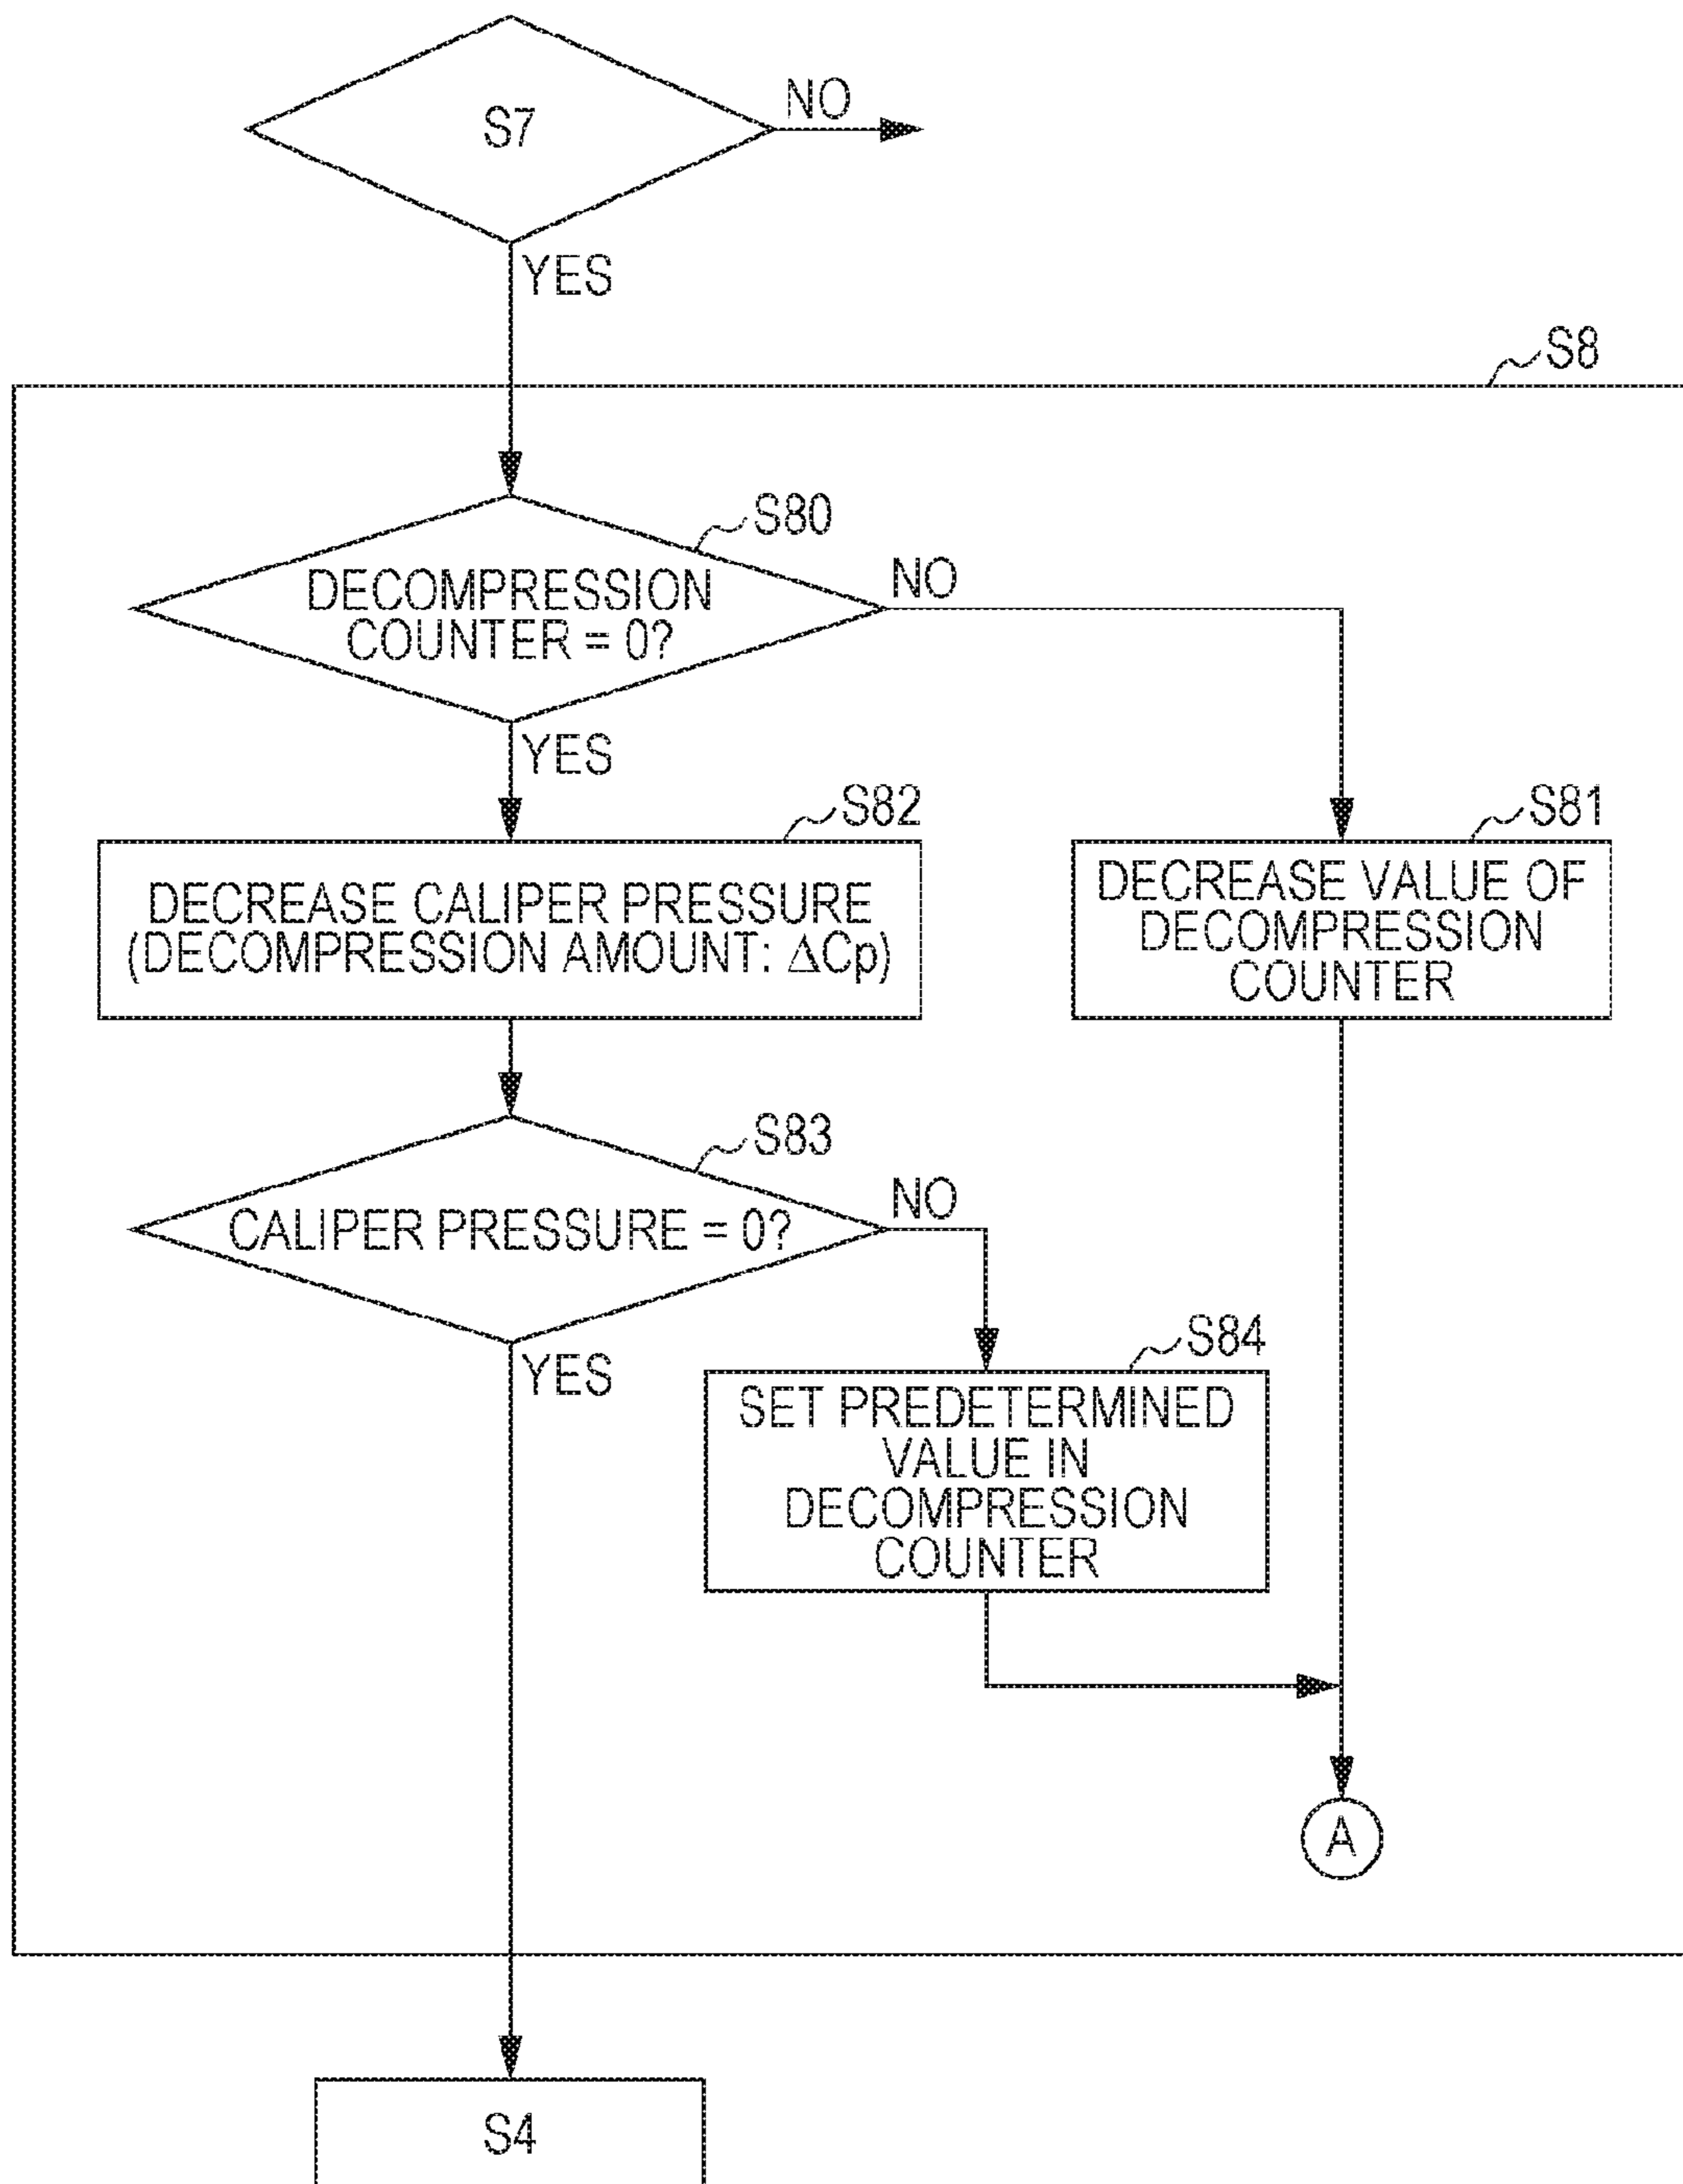 S7
NO
YES
S8
S80
DECOMPRESSION
COUNTER = 0?
NO
YES
S82
DECREASE CALIPER PRESSURE
(DECOMPRESSION AMOUNT: ΔCp)
S81
DECREASE VALUE OF
DECOMPRESSION
COUNTER
S83
CALIPER PRESSURE = 0?
NO
YES
S84
SET PREDETERMINED
VALUE IN
DECOMPRESSION
COUNTER
A
S4